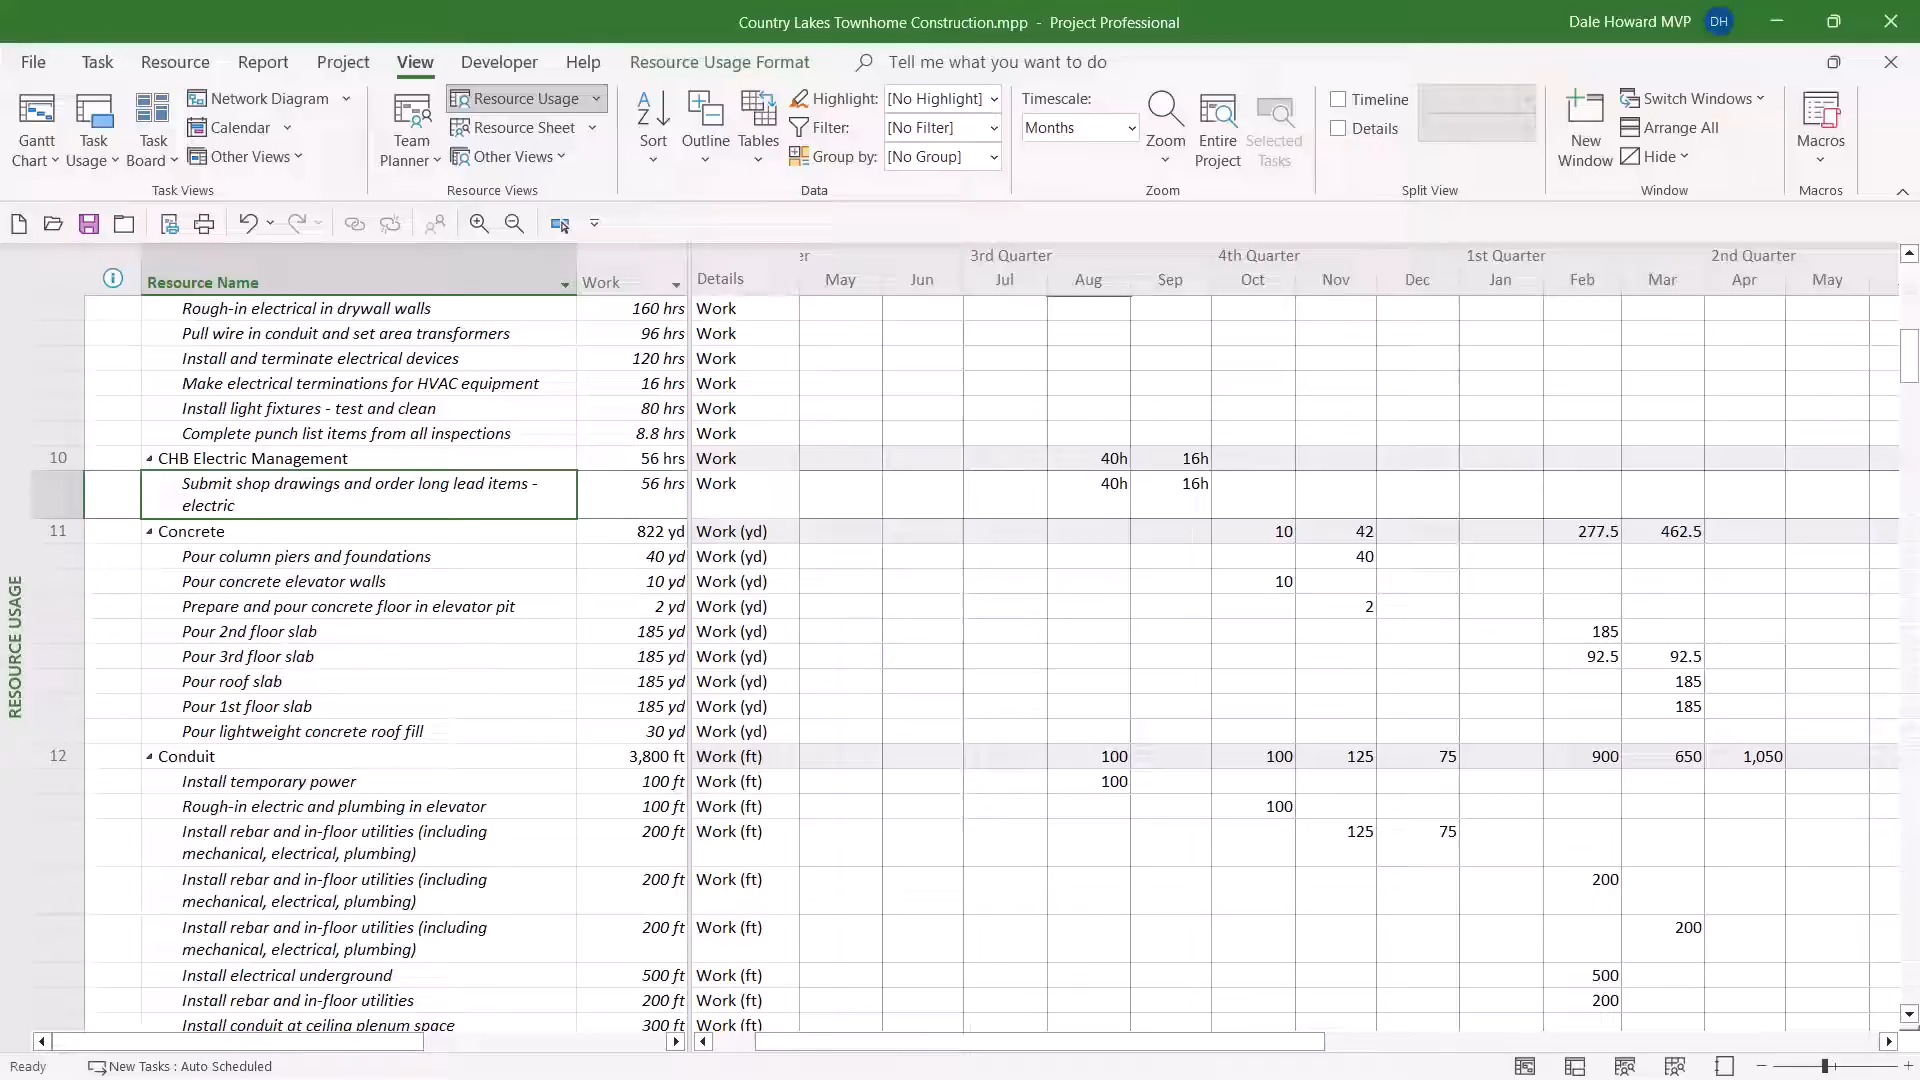 Country Lakes Townhome Construction.mpp - Project Professional
Dale Howard MVP DH
File Task Resource Report Project View Developer Help Resource Usage Format Tell me what you want to do
Gantt Chart
Task Usage
Task Board
Network Diagram
Calendar
Other Views
Task Views
Team Planner
Resource Usage
Resource Sheet
Other Views
Resource Views
Sort
Outline
Tables
Highlight: [No Highlight]
Filter: [No Filter]
Group by: [No Group]
Data
Timescale:
Months
Zoom
Entire Project
Selected Tasks
Zoom
Timeline
Details
Split View
New Window
Switch Windows
Arrange All
Hide
Window
Macros
Macros
er 3rd Quarter 4th Quarter 1st Quarter 2nd Quarter
Resource Name Work Details May Jun Jul Aug Sep Oct Nov Dec Jan Feb Mar Apr May
Rough-in electrical in drywall walls 160 hrs Work
Pull wire in conduit and set area transformers 96 hrs Work
Install and terminate electrical devices 120 hrs Work
Make electrical terminations for HVAC equipment 16 hrs Work
Install light fixtures - test and clean 80 hrs Work
Complete punch list items from all inspections 8.8 hrs Work
10 CHB Electric Management 56 hrs Work 40h 16h
Submit shop drawings and order long lead items - 56 hrs Work 40h 16h
electric
11 Concrete 822 yd Work (yd) 10 42 277.5 462.5
Pour column piers and foundations 40 yd Work (yd) 40
Pour concrete elevator walls 10 yd Work (yd) 10
Prepare and pour concrete floor in elevator pit 2 yd Work (yd) 2
Pour 2nd floor slab 185 yd Work (yd) 185
Pour 3rd floor slab 185 yd Work (yd) 92.5 92.5
Pour roof slab 185 yd Work (yd) 185
Pour 1st floor slab 185 yd Work (yd) 185
Pour lightweight concrete roof fill 30 yd Work (yd)
12 Conduit 3,800 ft Work (ft) 100 100 125 75 900 650 1,050
Install temporary power 100 ft Work (ft) 100
Rough-in electric and plumbing in elevator 100 ft Work (ft) 100
Install rebar and in-floor utilities (including 200 ft Work (ft) 125 75
mechanical, electrical, plumbing)
Install rebar and in-floor utilities (including 200 ft Work (ft) 200
mechanical, electrical, plumbing)
Install rebar and in-floor utilities (including 200 ft Work (ft) 200
mechanical, electrical, plumbing)
Install electrical underground 500 ft Work (ft) 500
Install rebar and in-floor utilities 200 ft Work (ft) 200
Install conduit at ceiling plenum space 300 ft Work (ft)
RESOURCE USAGE
Ready New Tasks : Auto Scheduled